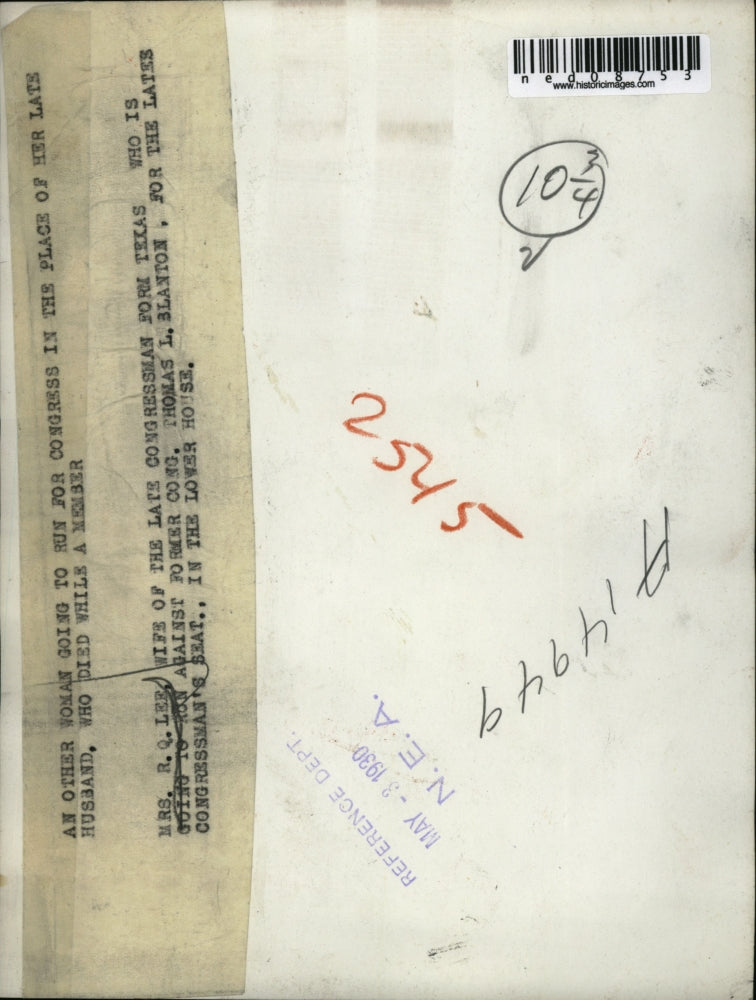 AN OTHER WOMAN GOING TO RUN FOR CONGRESS IN THE PLACE OF HER LATE
HUSBAND, WHO DIED WHILE A MEMBER
MRS. R.Q. LEE, WIFE OF THE LATE CONGRESSMAN FORM TEXAS WHO IS
GOING TO RUN AGAINST FORMER CONG. THOMAS L. BLANTON, FOR THE LATES
CONGRESSMAN'S SEAT., IN THE LOWER HOUSE.
ned08753
www.historicimages.com
10 3/4
2545
A 14949
REFERENCE DEPT.
MAY - 3 1930
N.E.A.